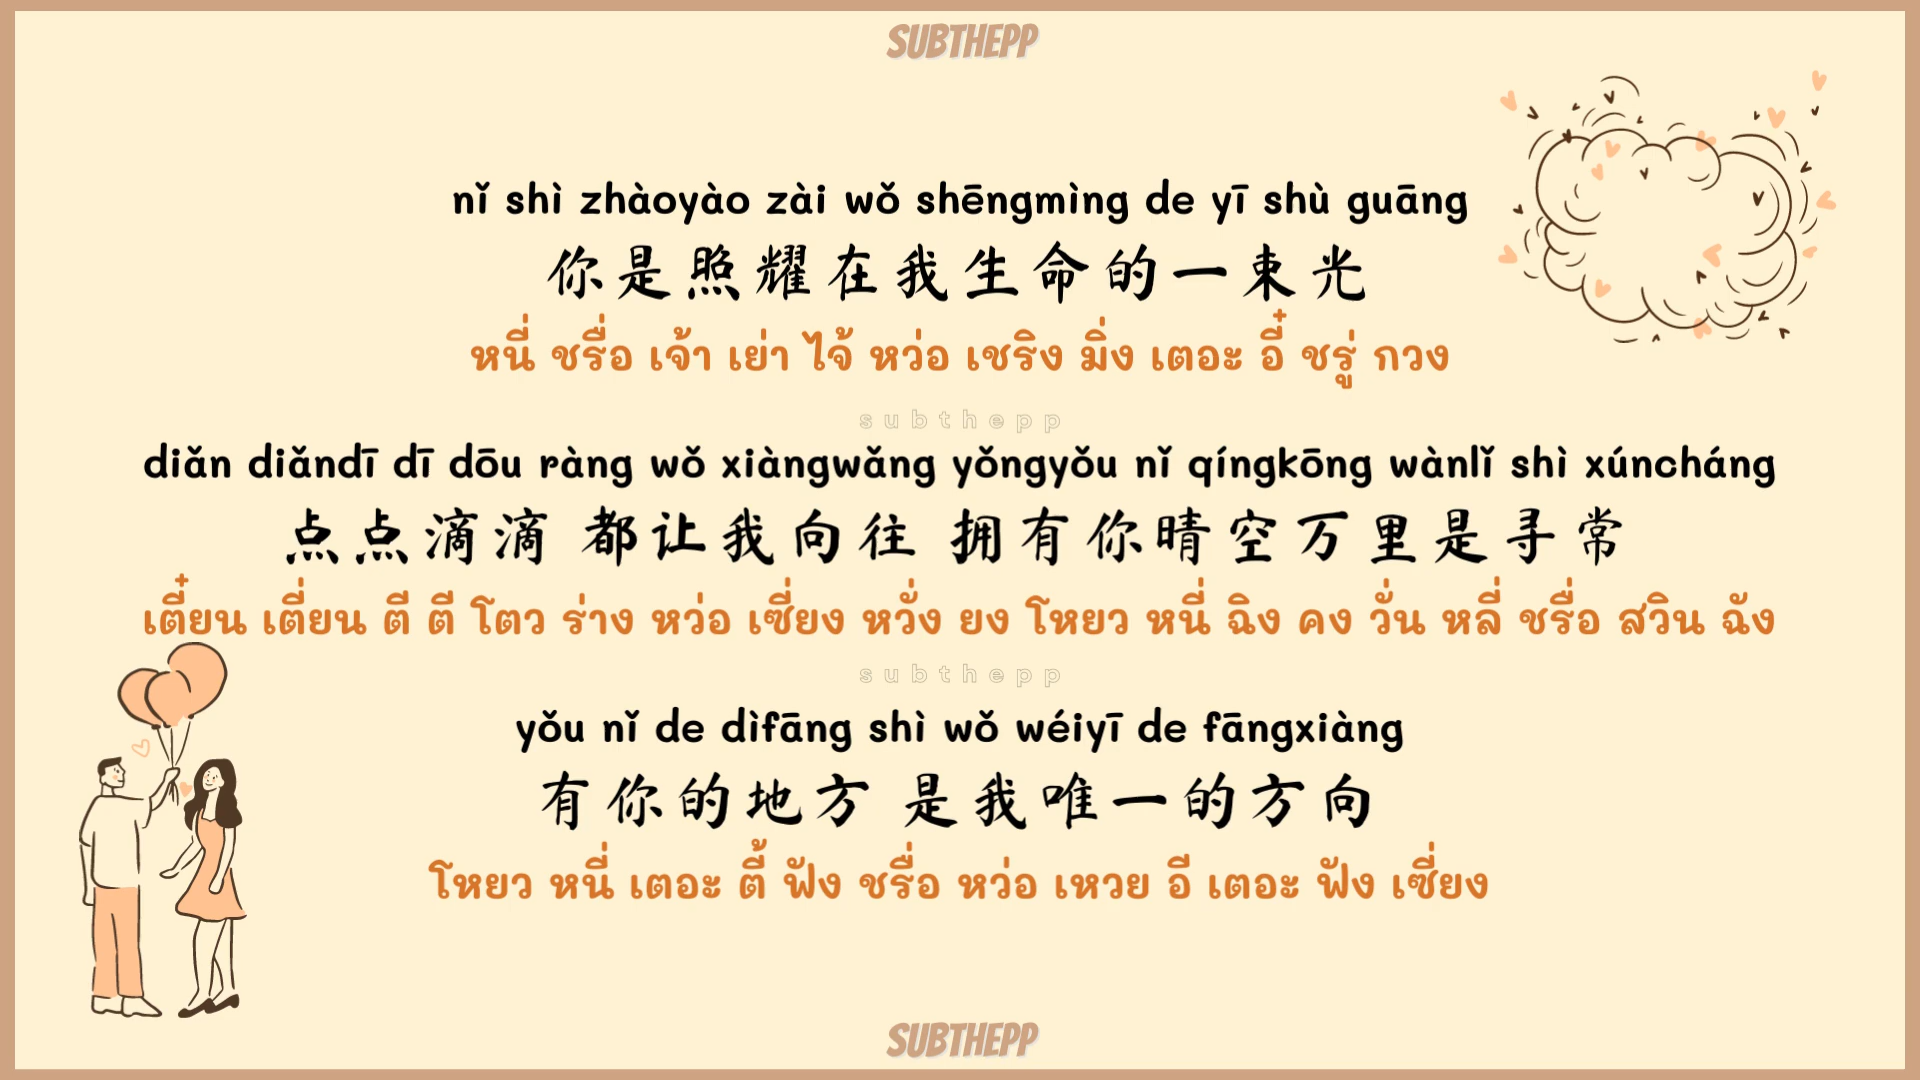 SUBTHEPP
nǐ shì zhàoyào zài wǒ shēngmìng de yī shù guāng
你是照耀在我生命的一束光
หนี่ ชรื่อ เจ้า เย่า ไจ้ หว่อ เชริง มิ่ง เตอะ อี๋ ชรู่ กวง
subthepp
diǎn diǎndī dī dōu ràng wǒ xiàngwǎng yǒngyǒu nǐ qíngkōng wànlǐ shì xúncháng
点点滴滴 都让我向往 拥有你晴空万里是寻常
เตี๋ยน เตี่ยน ตี ตี โตว ร่าง หว่อ เซี่ยง หวั่ง ยง โหยว หนี่ ฉิง คง วั่น หลี่ ชรื่อ สวิน ฉัง
subthepp
yǒu nǐ de dìfāng shì wǒ wéiyī de fāngxiàng
有你的地方 是我唯一的方向
โหยว หนี่ เตอะ ตี้ ฟัง ชรื่อ หว่อ เหวย อี เตอะ ฟัง เซี่ยง
SUBTHEPP